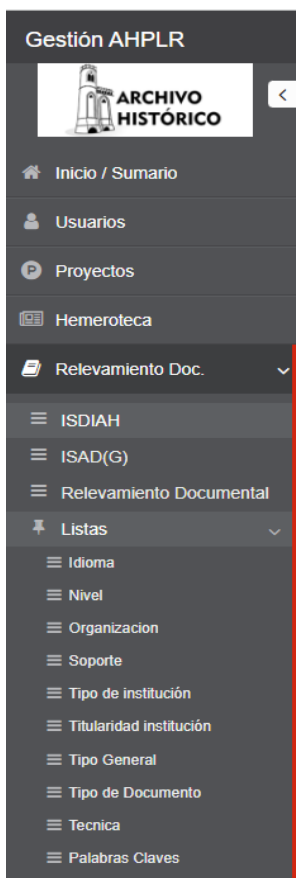 Gestión AHPLR
ARCHIVO
HISTÓRICO
Inicio / Sumario
Usuarios
P Proyectos
Hemeroteca
Relevamiento Doc.
ISDIAH
ISAD(G)
Relevamiento Documental
Listas
Idioma
Nivel
Organizacion
Soporte
Tipo de institución
Titularidad institución
Tipo General
Tipo de Documento
Tecnica
Palabras Claves